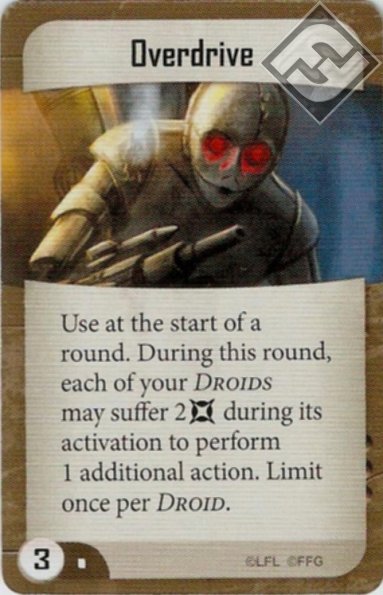 Overdrive
Use at the start of a
round. During this round,
each of your DROIDS
may suffer 2 during its
activation to perform
1 additional action. Limit
once per DROID.
3
©LFL ©FFG